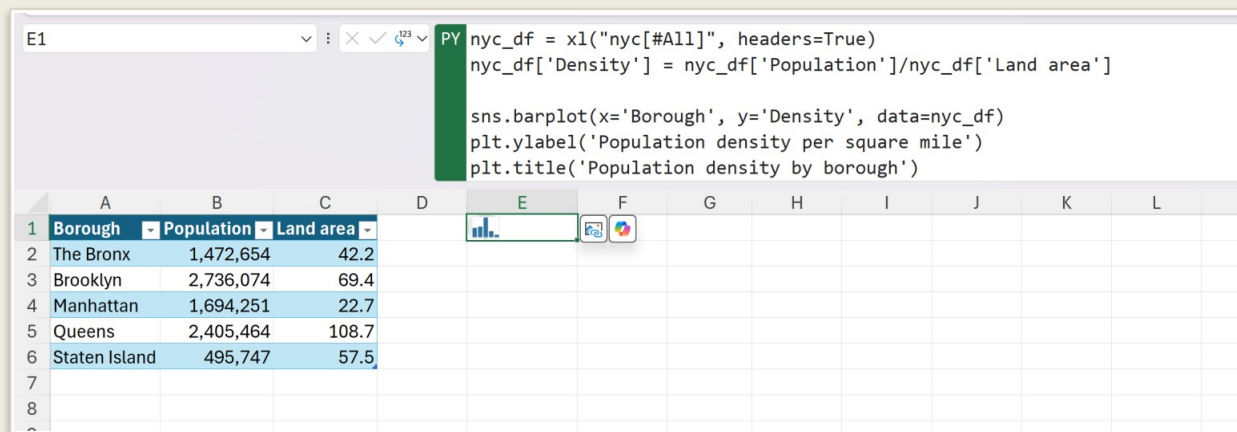 E1
123
PY
nyc_df = xl("nyc[#All]", headers=True)
nyc_df['Density'] = nyc_df['Population']/nyc_df['Land area']
sns.barplot(x='Borough', y='Density', data=nyc_df)
plt.ylabel('Population density per square mile')
plt.title('Population density by borough')
A B C D E F G H I J K L
1 Borough Population Land area
2 The Bronx 1,472,654 42.2
3 Brooklyn 2,736,074 69.4
4 Manhattan 1,694,251 22.7
5 Queens 2,405,464 108.7
6 Staten Island 495,747 57.5
7
8